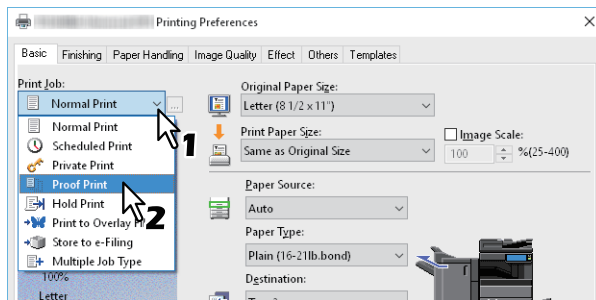 Printing Preferences
Basic Finishing Paper Handling Image Quality Effect Others Templates
Print Job:
Normal Print
...
1
Normal Print
Scheduled Print
Private Print
Proof Print
2
Hold Print
Print to Overlay
Store to e-Filing
Multiple Job Type
100%
Letter
Original Paper Size:
Letter (8 1/2 x 11")
Print Paper Size:
Same as Original Size
Image Scale:
100 %(25-400)
Paper Source:
Auto
Paper Type:
Plain (16-21lb.bond)
Destination: